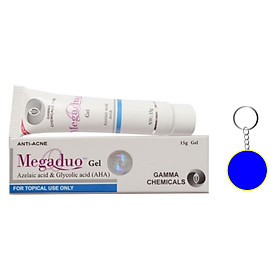 Megaduo
Gel
ANTI-ACNE
15g Gel
Megaduo Gel
Azelaic acid & Glycolic acid (AHA)
GAMMA
CHEMICALS
FOR TOPICAL USE ONLY